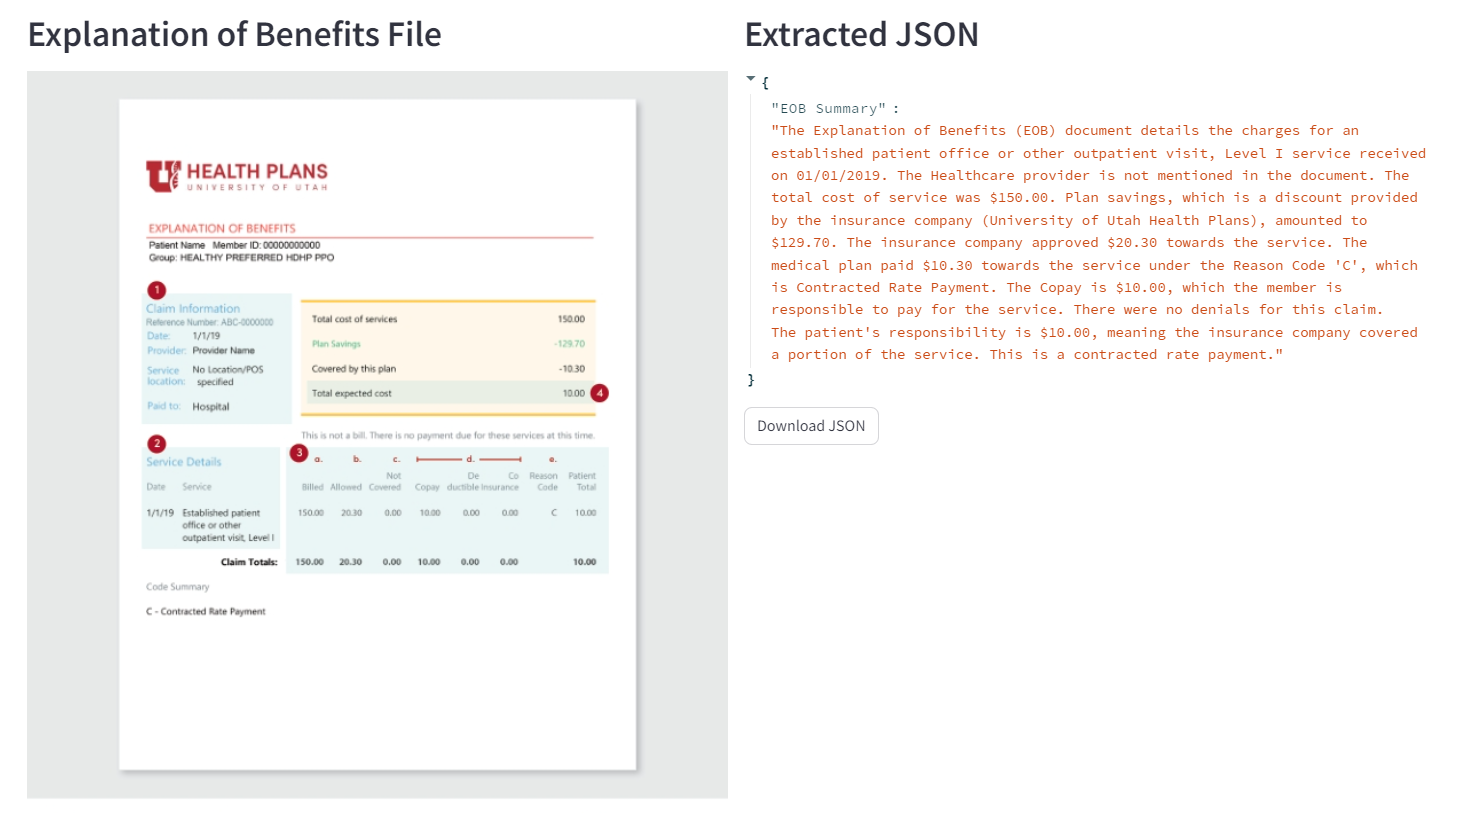 Explanation of Benefits File
HEALTH PLANS
UNIVERSITY OF UTAH
EXPLANATION OF BENEFITS
Patient Name Member ID: 00000000000
Group: HEALTHY PREFERRED HDHP PPO
1
Claim Information
Reference Number: ABC-0000000
Date: 1/1/19
Provider: Provider Name
Service No Location/POS
location: specified
Paid to: Hospital
Total cost of services 150.00
Plan Savings -129.70
Covered by this plan -10.30
Total expected cost 10.00 4
This is not a bill. There is no payment due for these services at this time.
2
Service Details
Date Service
1/1/19 Established patient
office or other
outpatient visit, Level I
3 a. b. c. d. e.
Not De Co Reason Patient
Billed Allowed Covered Copay ductible Insurance Code Total
150.00 20.30 0.00 10.00 0.00 0.00 C 10.00
Claim Totals: 150.00 20.30 0.00 10.00 0.00 0.00 10.00
Code Summary
C - Contracted Rate Payment
Extracted JSON
{
"EOB Summary" :
"The Explanation of Benefits (EOB) document details the charges for an
established patient office or other outpatient visit, Level I service received
on 01/01/2019. The Healthcare provider is not mentioned in the document. The
total cost of service was $150.00. Plan savings, which is a discount provided
by the insurance company (University of Utah Health Plans), amounted to
$129.70. The insurance company approved $20.30 towards the service. The
medical plan paid $10.30 towards the service under the Reason Code 'C', which
is Contracted Rate Payment. The Copay is $10.00, which the member is
responsible to pay for the service. There were no denials for this claim.
The patient's responsibility is $10.00, meaning the insurance company covered
a portion of the service. This is a contracted rate payment."
}
Download JSON